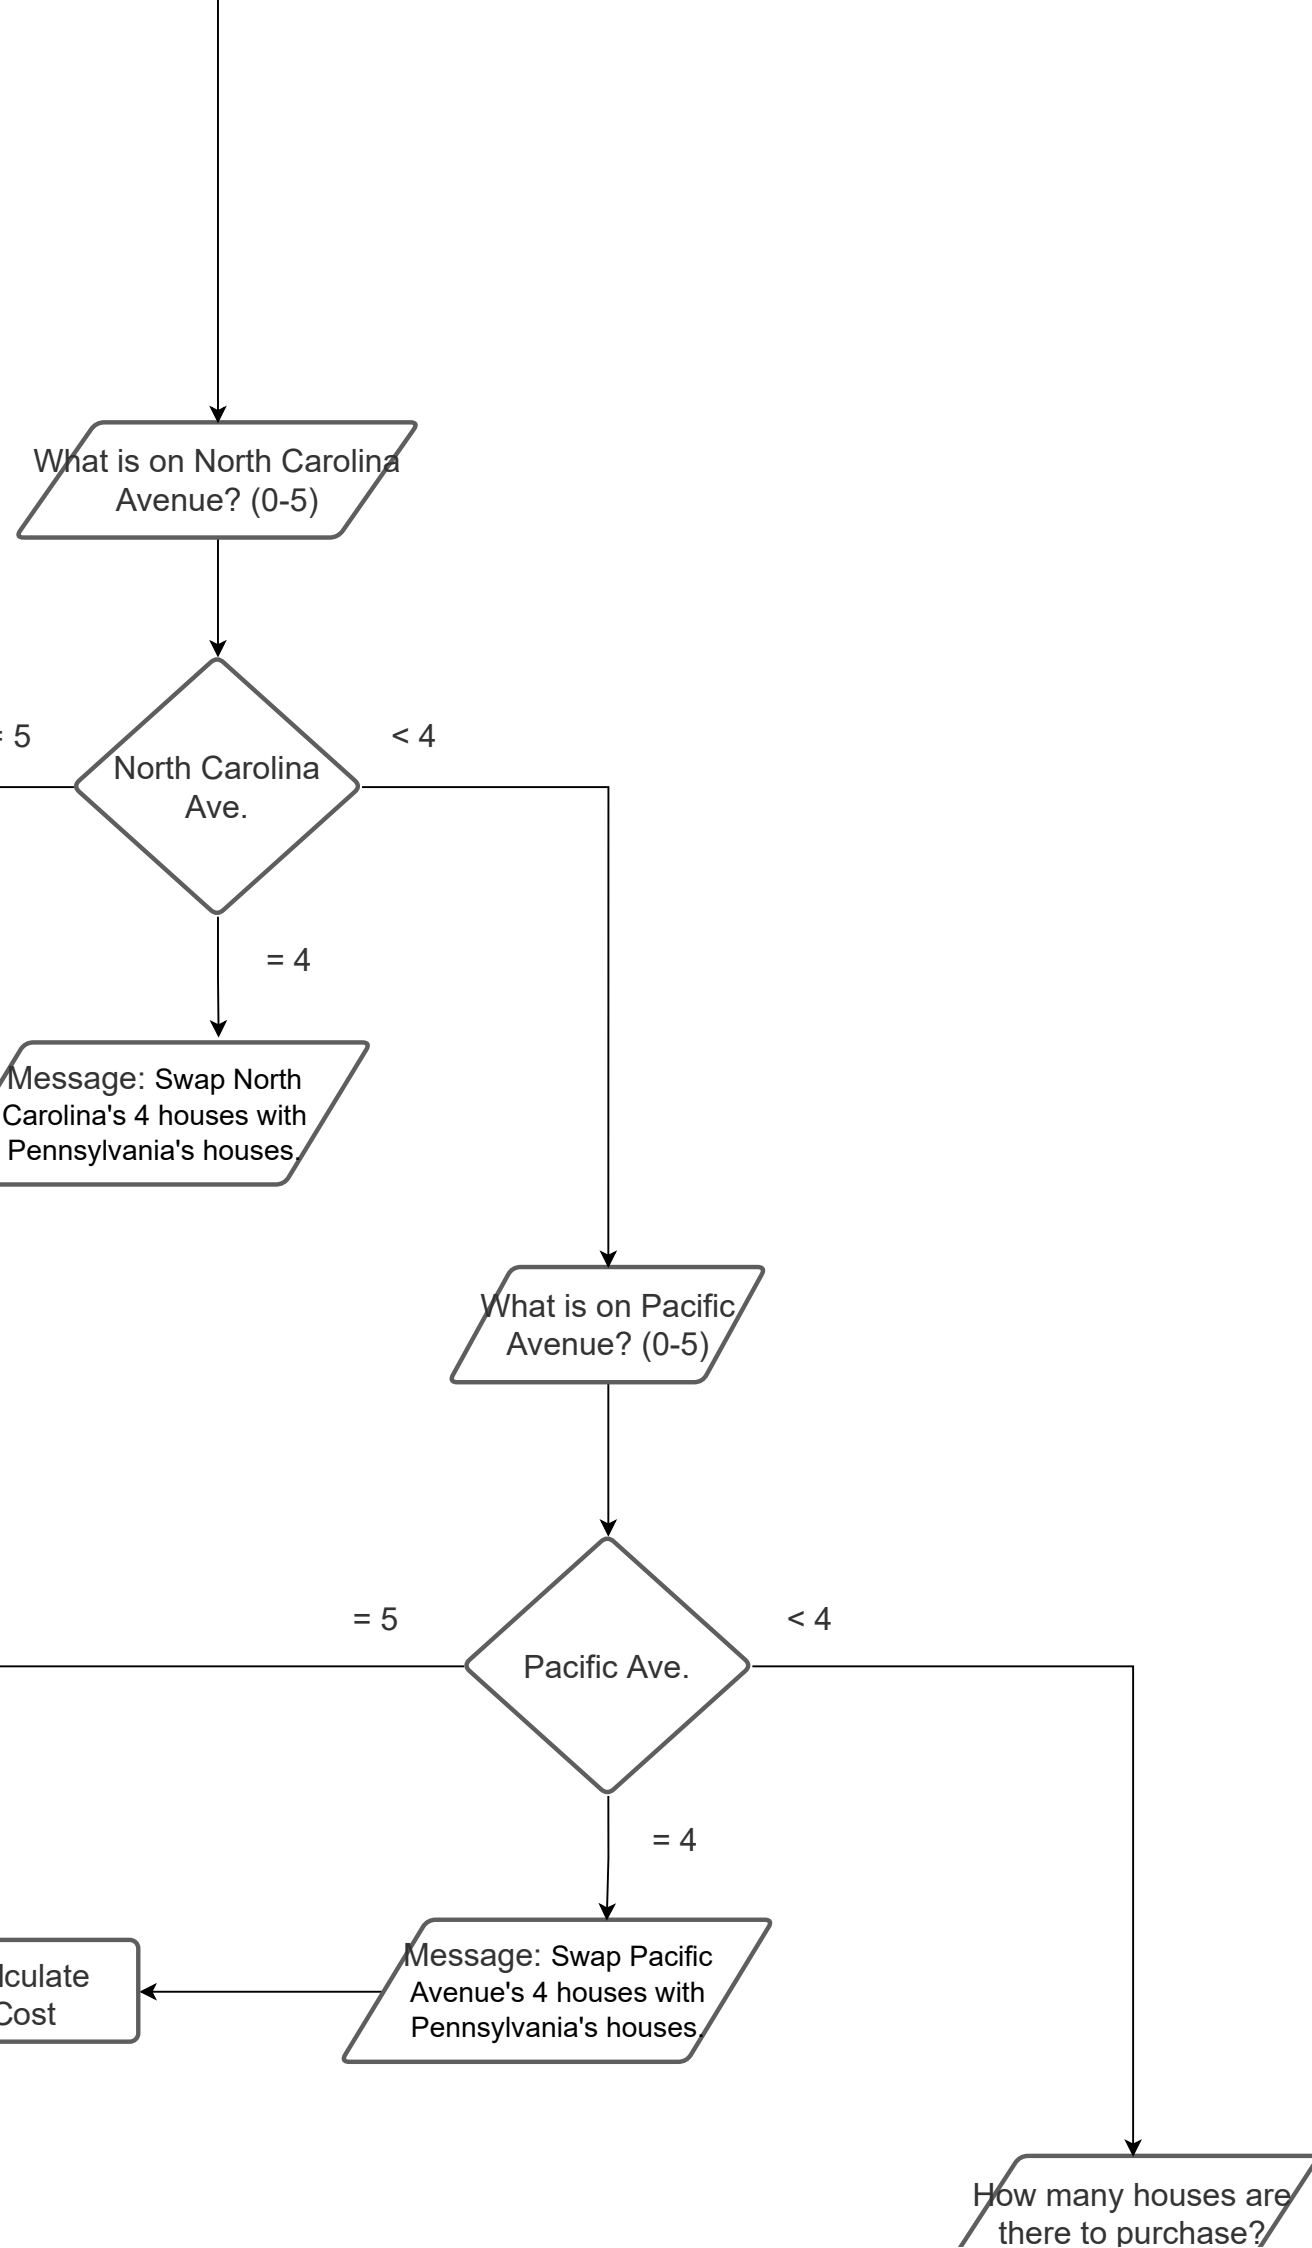 What is on North Carolina
Avenue? (0-5)
= 5
< 4
North Carolina
Ave.
= 4
Message: Swap North
Carolina's 4 houses with
Pennsylvania's houses.
What is on Pacific
Avenue? (0-5)
= 5
< 4
Pacific Ave.
= 4
Message: Swap Pacific
Avenue's 4 houses with
Pennsylvania's houses.
lculate
Cost
How many houses are
there to purchase?